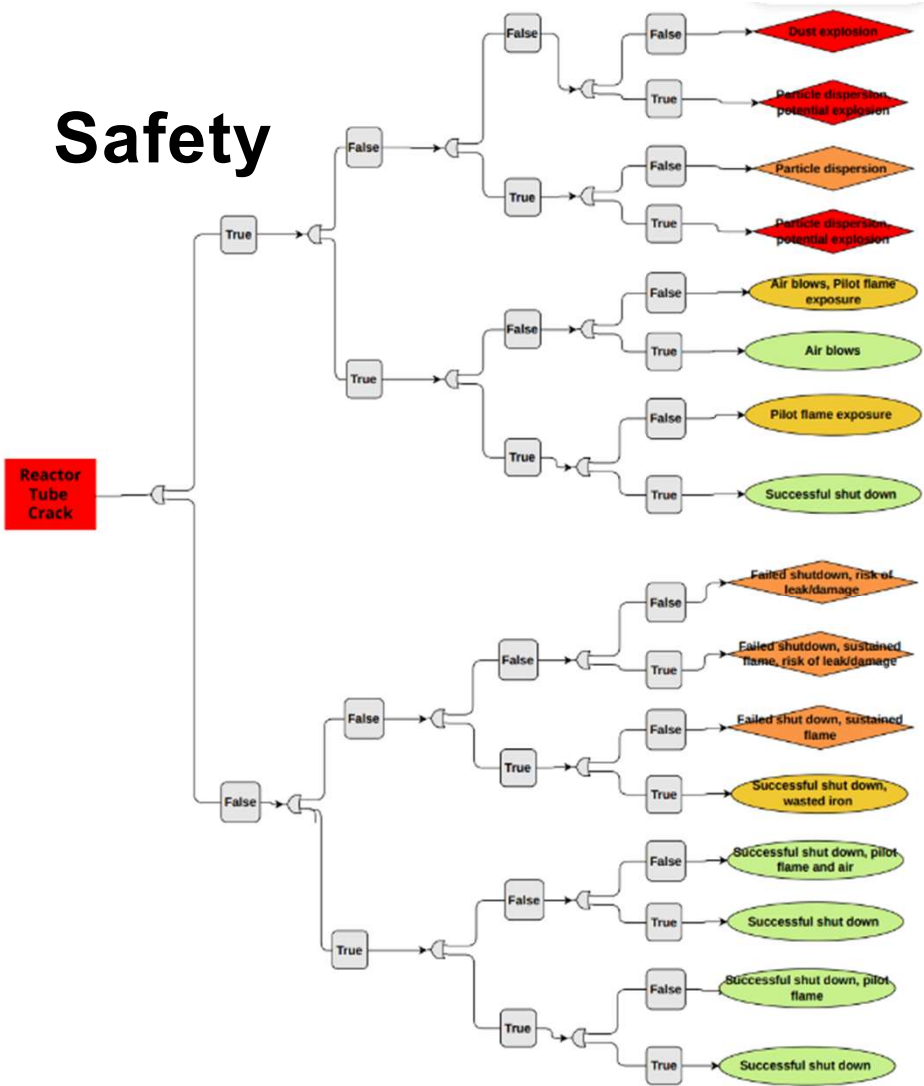 Safety
False
False
Dust explosion
True
Particle dispersion,
potential explosion
False
False
Particle dispersion
True
True
Particle dispersion,
potential explosion
True
False
Air blows, Pilot flame
exposure
False
True
Air blows
True
False
Pilot flame exposure
True
True
Successful shut down
Reactor
Tube
Crack
False
Failed shutdown, risk of
leak/damage
False
True
Failed shutdown, sustained
flame, risk of leak/damage
False
False
Failed shut down, sustained
flame
True
True
Successful shut down,
wasted iron
False
False
Successful shut down, pilot
flame and air
False
True
Successful shut down
True
False
Successful shut down, pilot
flame
True
True
Successful shut down